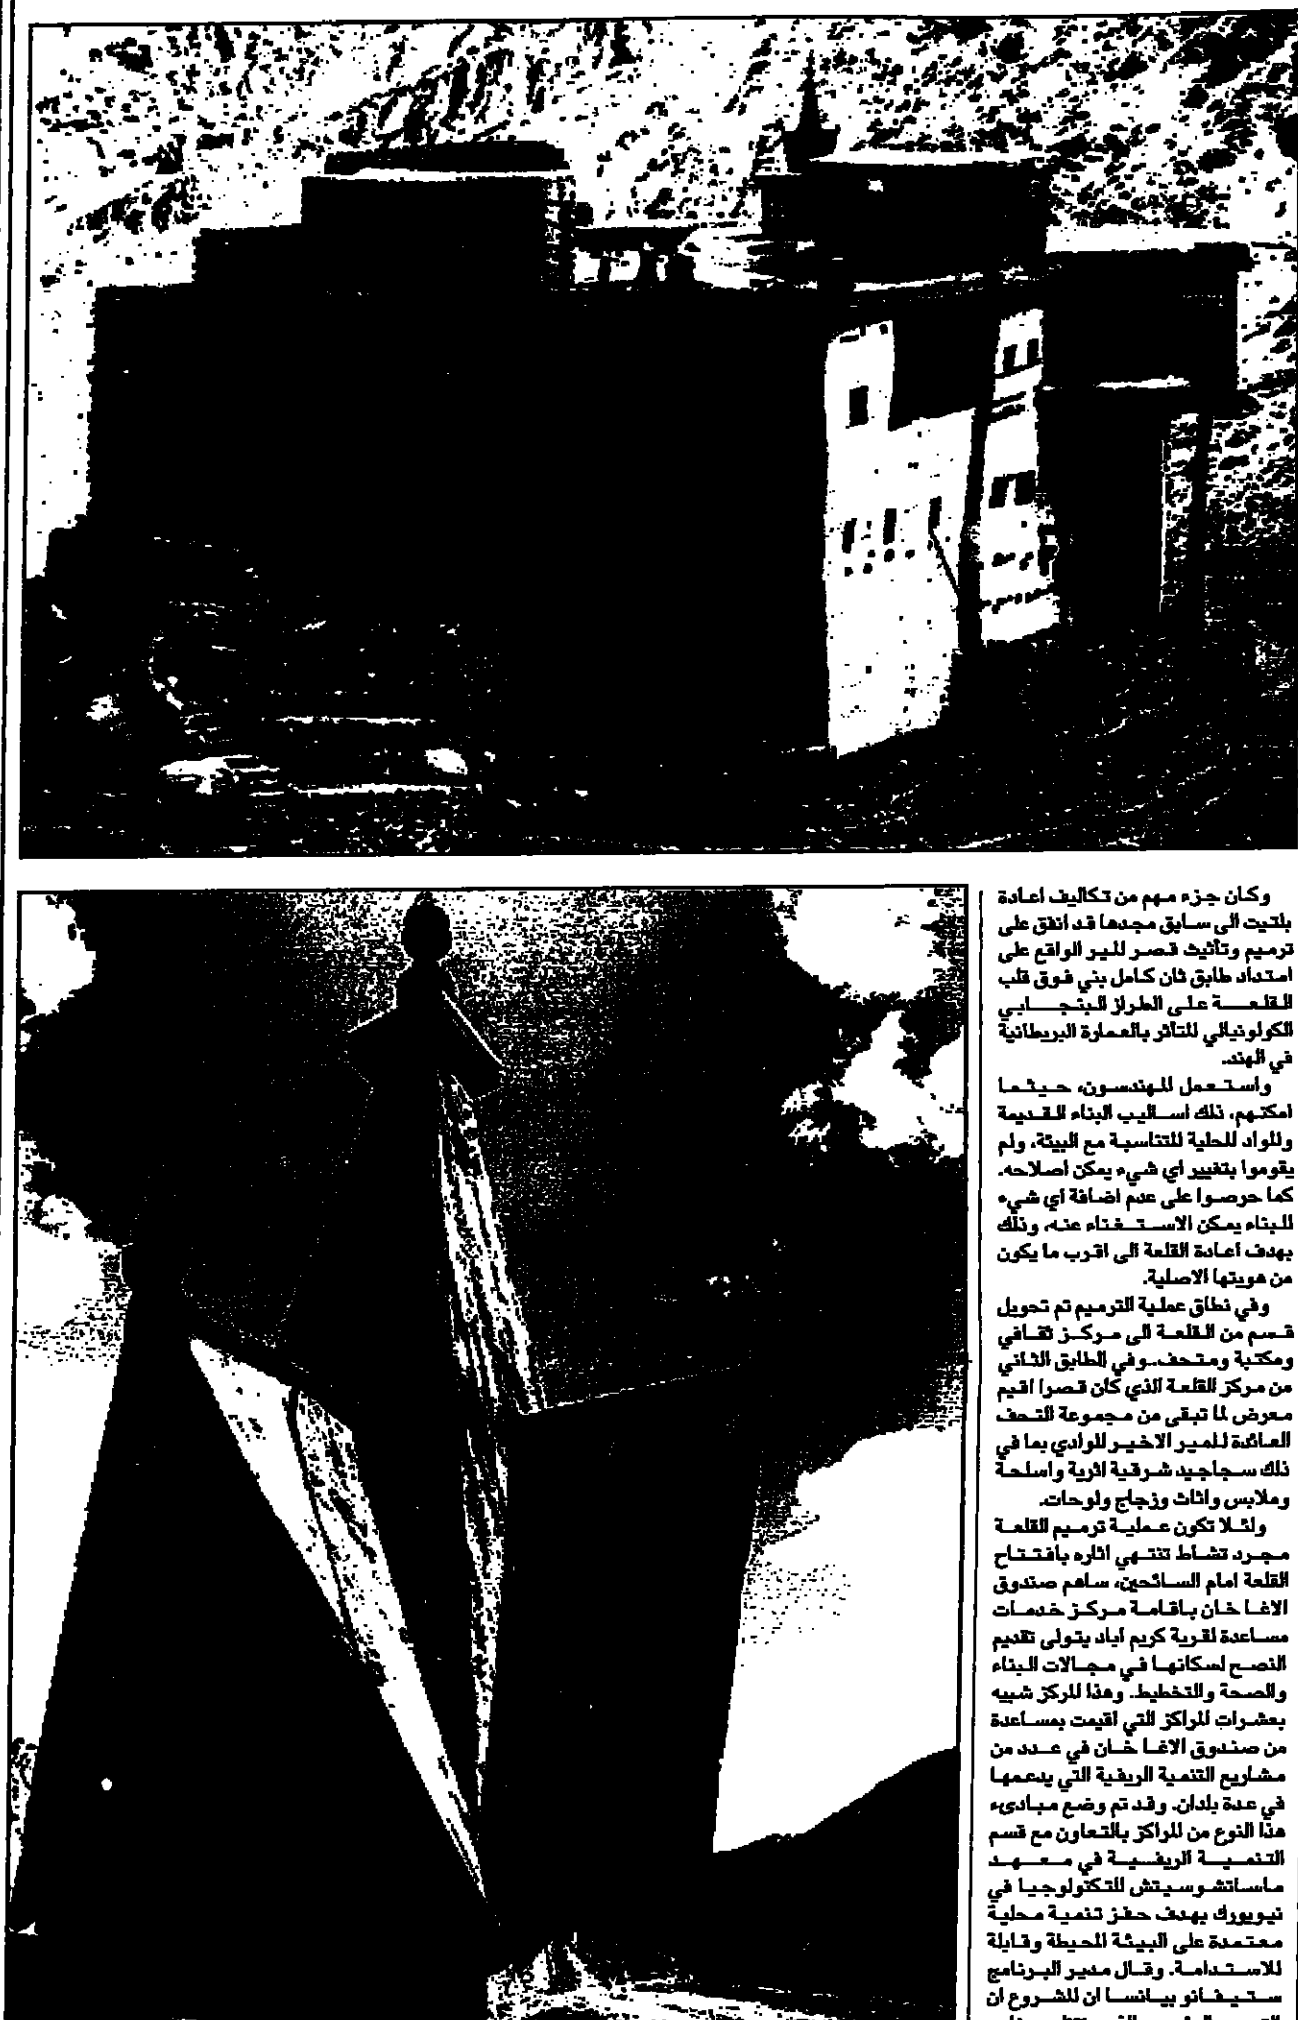 وكان جزء مهم من تكاليف اعادة
بلتيت الى سابق مجدها قد انفق على
ترميم وتأثيث قصر المير الواقع على
امتداد طابق ثان كامل بني فوق قلب
القلعة على الطراز البنجابي
الكولونيالي المتأثر بالعمارة البريطانية
في الهند.
واستعمل المهندسون، حيثما
امكنهم، ذلك اساليب البناء القديمة
والمواد المحلية المتناسبة مع البيئة، ولم
يقوموا بتغيير اي شيء يمكن اصلاحه.
كما حرصوا على عدم اضافة اي شيء
للبناء يمكن الاستغناء عنه، وذلك
بهدف اعادة القلعة الى اقرب ما يكون
من هويتها الاصلية.
وفي نطاق عملية الترميم تم تحويل
قسم من القلعة الى مركز ثقافي
ومكتبة ومتحف. وفي الطابق الثاني
من مركز القلعة الذي كان قصرا اقيم
معرض لما تبقى من مجموعة التحف
العائدة للمير الاخير للوادي بما في
ذلك سجاجيد شرقية اثرية واسلحة
وملابس واثاث وزجاج ولوحات.
ولئلا تكون عملية ترميم القلعة
مجرد نشاط تنتهي اثاره بافتتاح
القلعة امام السائحين، ساهم صندوق
الاغا خان باقامة مركز خدمات
مساعدة لقرية كريم اباد يتولى تقديم
النصح لسكانها في مجالات البناء
والصحة والتخطيط. وهذا المركز شبيه
بعشرات المراكز التي اقيمت بمساعدة
من صندوق الاغا خان في عدد من
مشاريع التنمية الريفية التي يدعمها
في عدة بلدان. وقد تم وضع مبادىء
هذا النوع من المراكز بالتعاون مع قسم
التنمية الريفية في معهد
ماساتشوسيتش للتكنولوجيا في
نيويورك بهدف حفز تنمية محلية
معتمدة على البيئة المحيطة وقابلة
للاستدامة. وقال مدير البرنامج
ستيفانو بيانسا ان المشروع ان